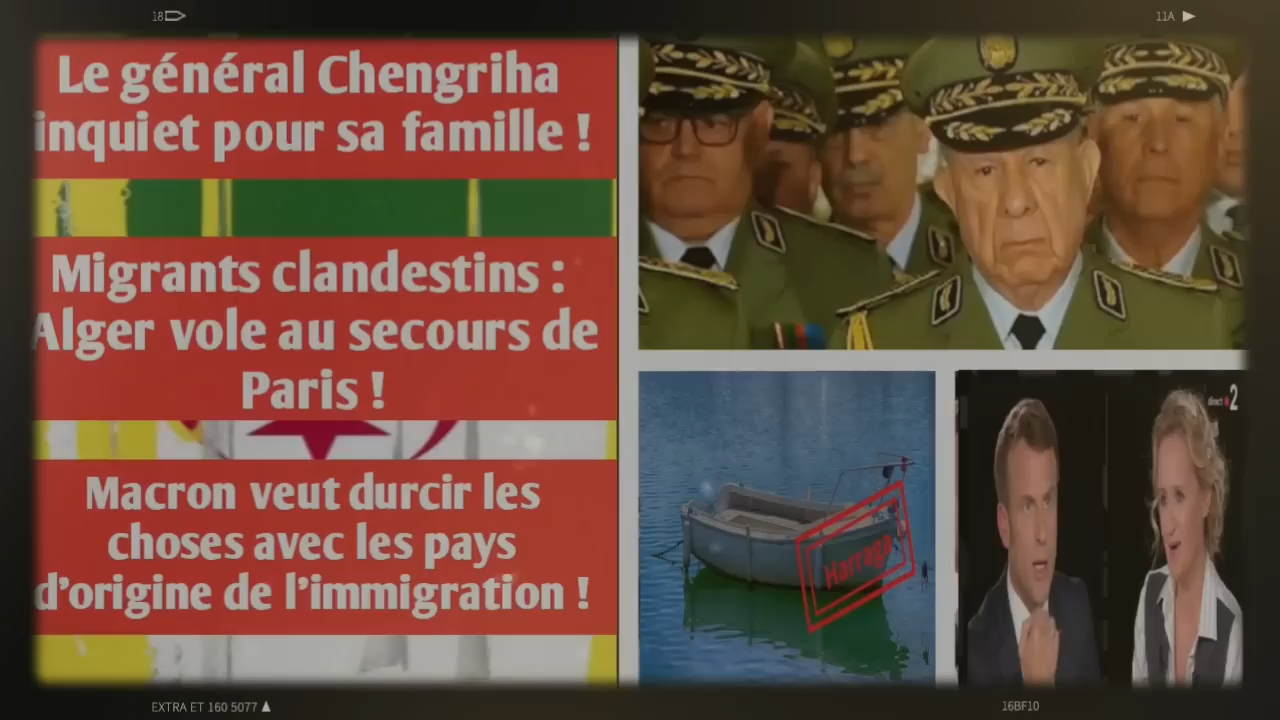 18
11A
Le général Chengriha
inquiet pour sa famille !
Migrants clandestins :
Alger vole au secours de
Paris !
Macron veut durcir les
choses avec les pays
d'origine de l'immigration !
Harraga
direct 2
EXTRA ET 160 5077
16BF10